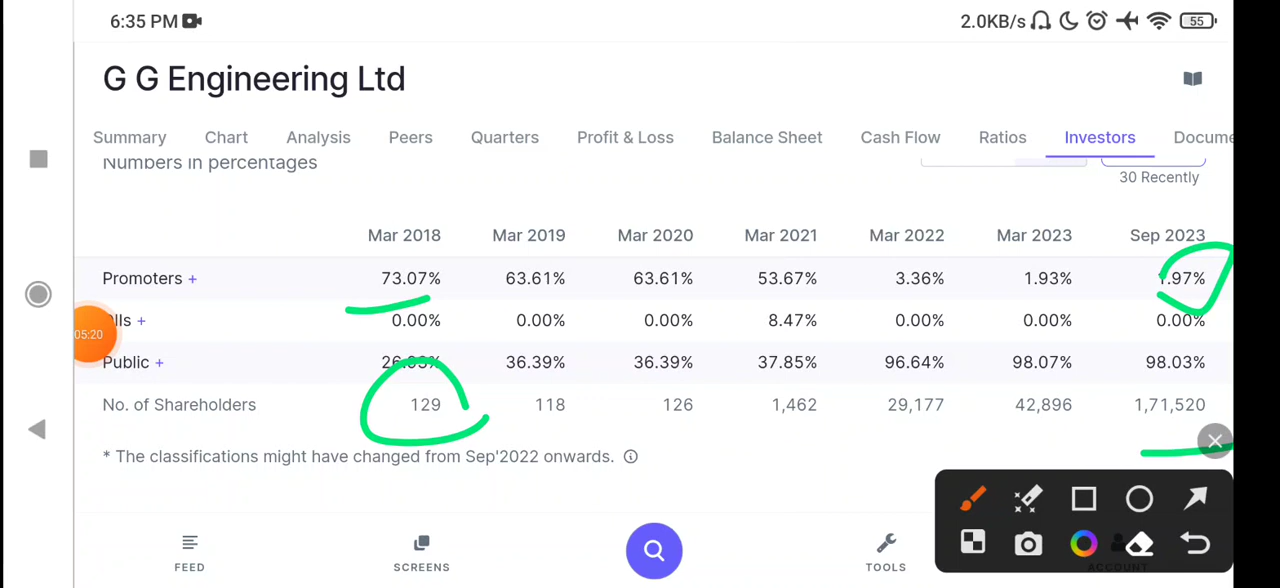 6:35 PM 2.0KB/s 55
G G Engineering Ltd
Summary Chart Analysis Peers Quarters Profit & Loss Balance Sheet Cash Flow Ratios Investors Docume
Numbers in percentages
30 Recently
Mar 2018 Mar 2019 Mar 2020 Mar 2021 Mar 2022 Mar 2023 Sep 2023
Promoters + 73.07% 63.61% 63.61% 53.67% 3.36% 1.93% 1.97%
+ 0.00% 0.00% 0.00% 8.47% 0.00% 0.00% 0.00%
05:20
Public + 36.39% 36.39% 37.85% 96.64% 98.07% 98.03%
No. of Shareholders 129 118 126 1,462 29,177 42,896 1,71,520
* The classifications might have changed from Sep'2022 onwards.
FEED SCREENS TOOLS ACCOUNT